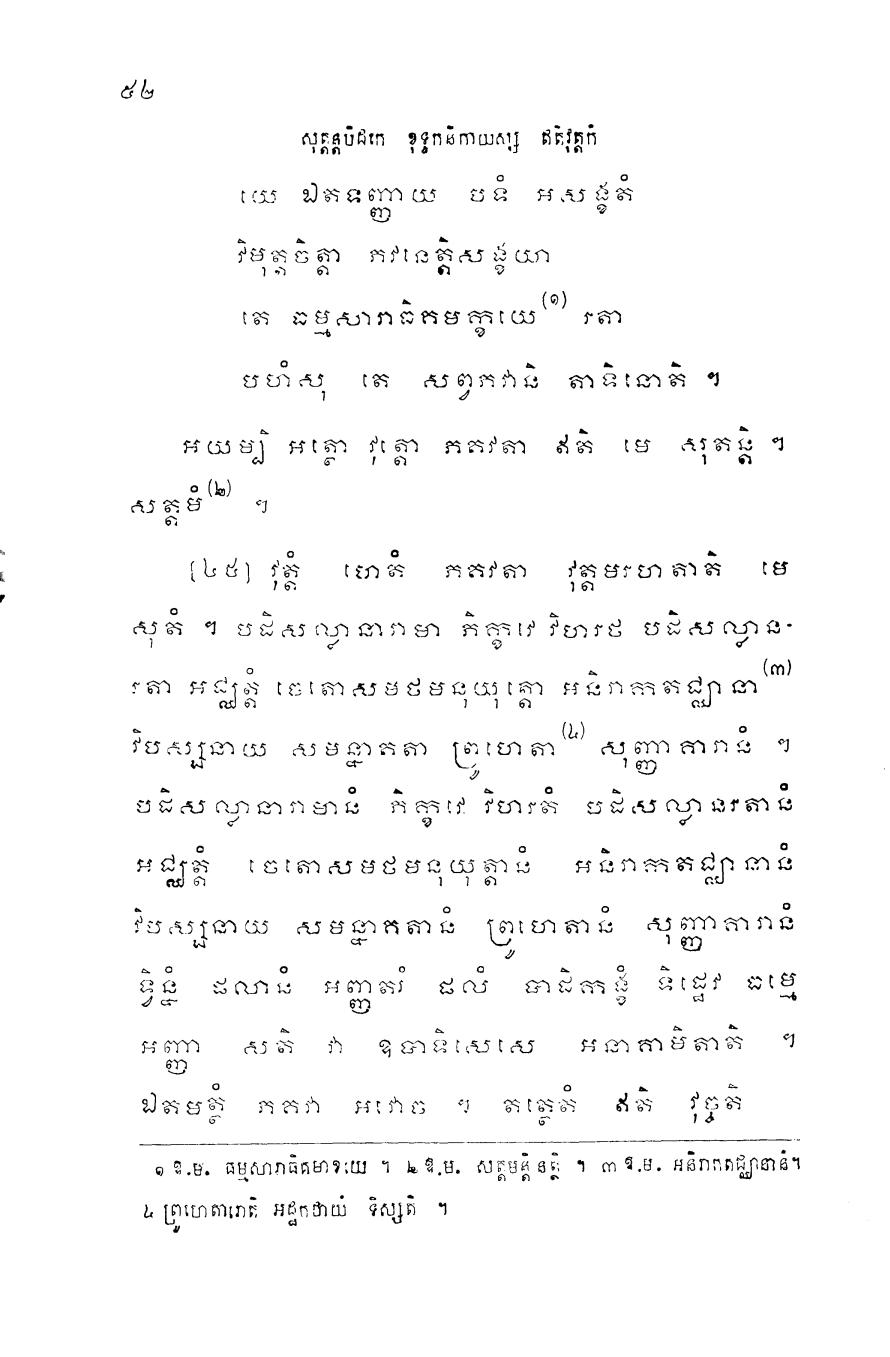 ៥២
សុត្តន្តបិដកេ ខុទ្ទកនិកាយស្ស ឥតិវុត្តកំ
យេ ឯតទញ្ញាយ បទំ អសង្ខតំ
វិមុត្តចិត្តា ភវនេត្តិសង្ខយា
តេ ធម្មសារាធិគមក្ខយេ(១) រតា
បហំសុ តេ សព្វភវានិ តាទិនោតិ ។
អយម្បិ អត្ថោ វុត្តោ ភគវតា ឥតិ មេ សុតន្តិ ។
សត្តមំ(២) ។
[៤៥] វុត្តំ ហេតំ ភគវតា វុត្តមរហតាតិ មេ
សុតំ ។ បដិសល្លានារាមា ភិក្ខវេ វិហរថ បដិសល្លាន-
រតា អជ្ឈត្តំ ចេតោសមថមនុយុត្តោ អនិរាកតជ្ឈានា(៣)
វិបស្សនាយ សមន្នាគតា ព្រូហេតា(៤) សុញ្ញាគារានំ ។
បដិសល្លានារាមានំ ភិក្ខវេ វិហរតំ បដិសល្លានរតានំ
អជ្ឈត្តំ ចេតោសមថមនុយុត្តានំ អនិរាកតជ្ឈានានំ
វិបស្សនាយ សមន្នាគតានំ ព្រូហេតានំ សុញ្ញាគារានំ
ទ្វិន្នំ ផលានំ អញ្ញតរំ ផលំ បាដិកង្ខំ ទិដ្ឋេវ ធម្មេ
អញ្ញា សតិ វា ឧបាទិសេសេ អនាគាមិតាតិ ។
ឯតមត្ថំ ភគវា អវោច ។ តត្ថេតំ ឥតិ វុច្ចតិ
១ ឱ.ម. ធម្មសារាធិគមាខយេ ។ ២ ឱ.ម. សត្តមន្តិ នត្ថិ ។ ៣ ឱ.ម. អនិរាកតជ្ឈានានំ។
៤ ព្រូហេតារោតិ អដ្ឋកថាយំ ទិស្សតិ ។